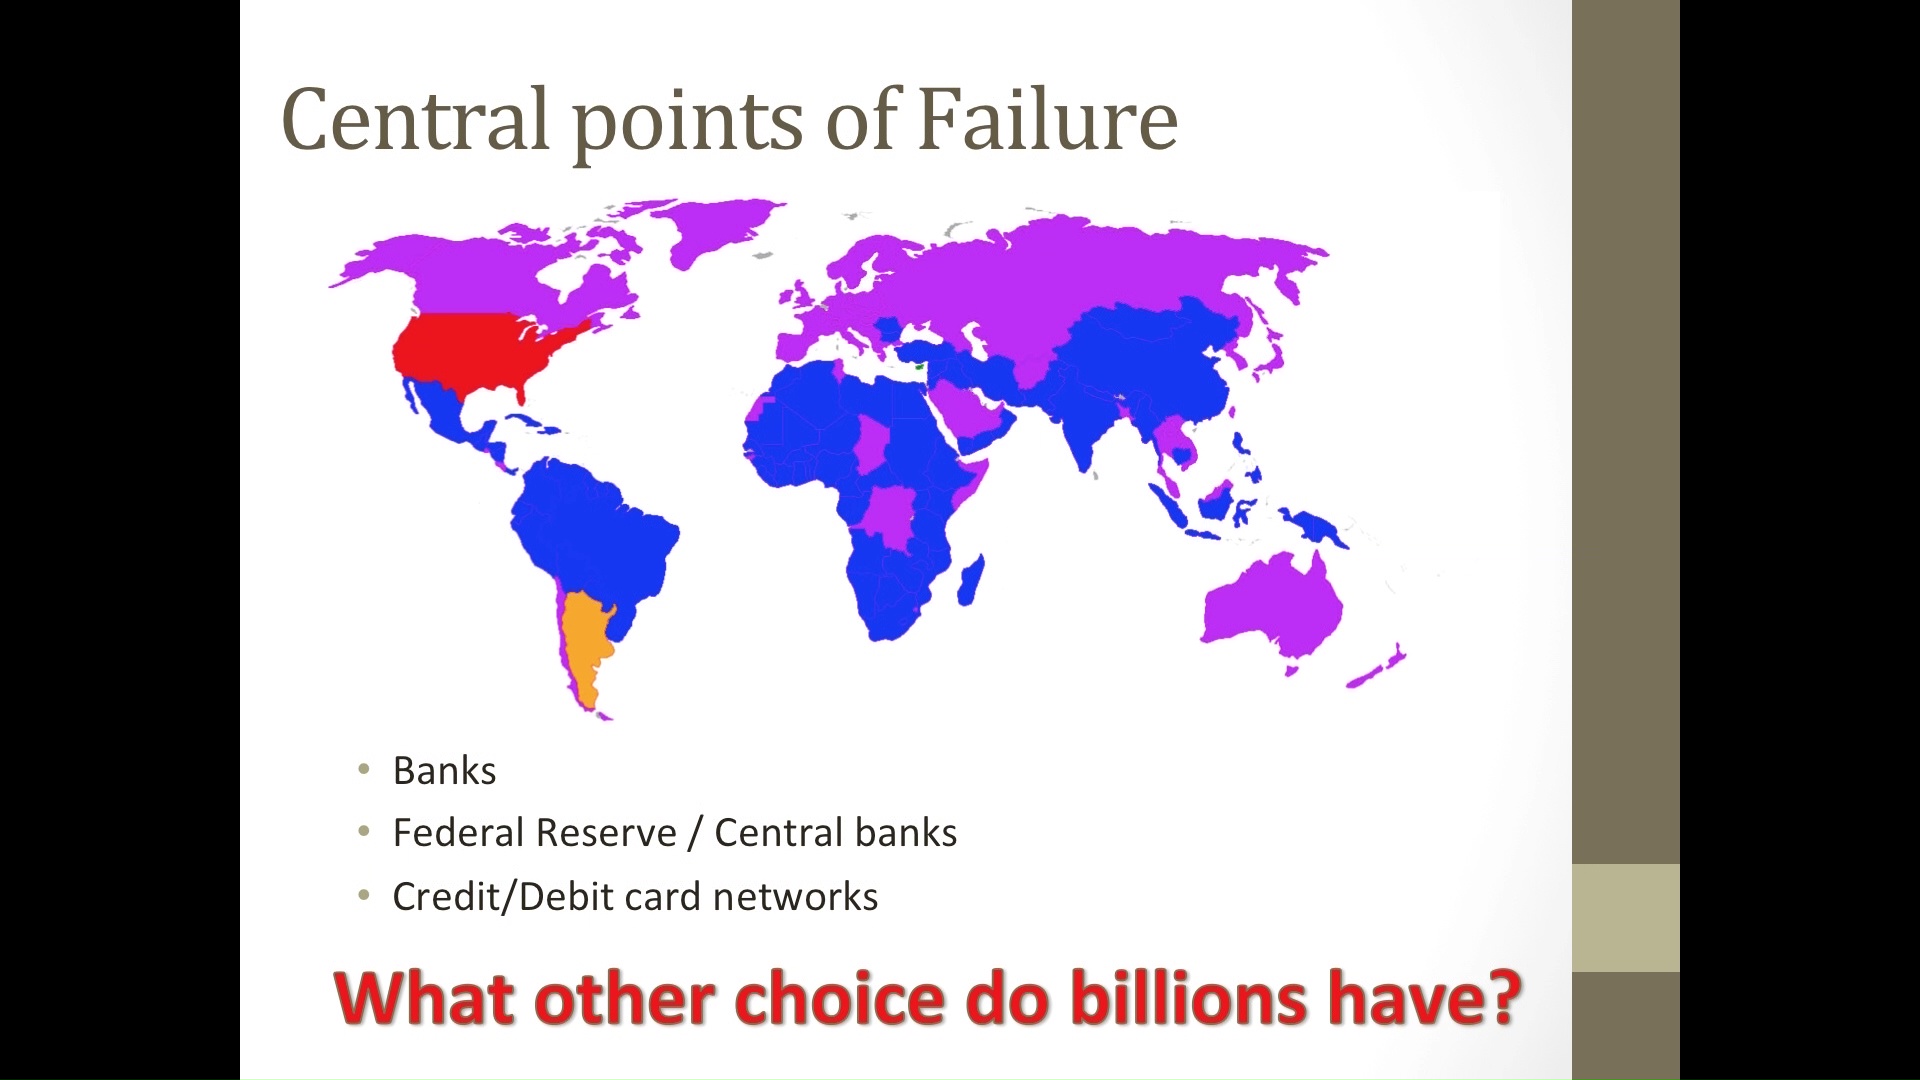 Central points of Failure
• Banks
• Federal Reserve / Central banks
• Credit/Debit card networks
What other choice do billions have?